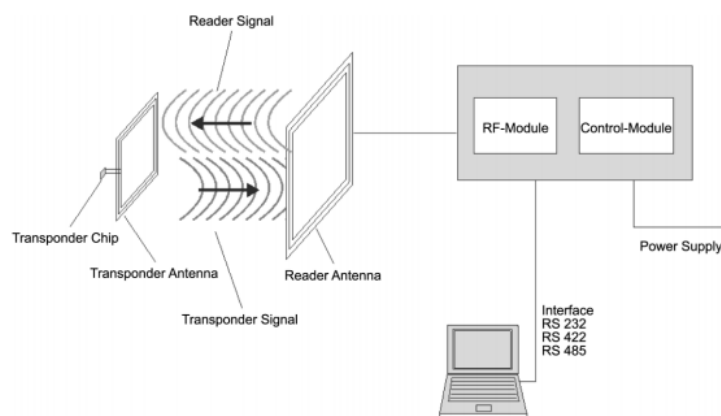 Reader Signal
RF-Module
Control-Module
Transponder Chip
Transponder Antenna
Reader Antenna
Transponder Signal
Power Supply
Interface
RS 232
RS 422
RS 485